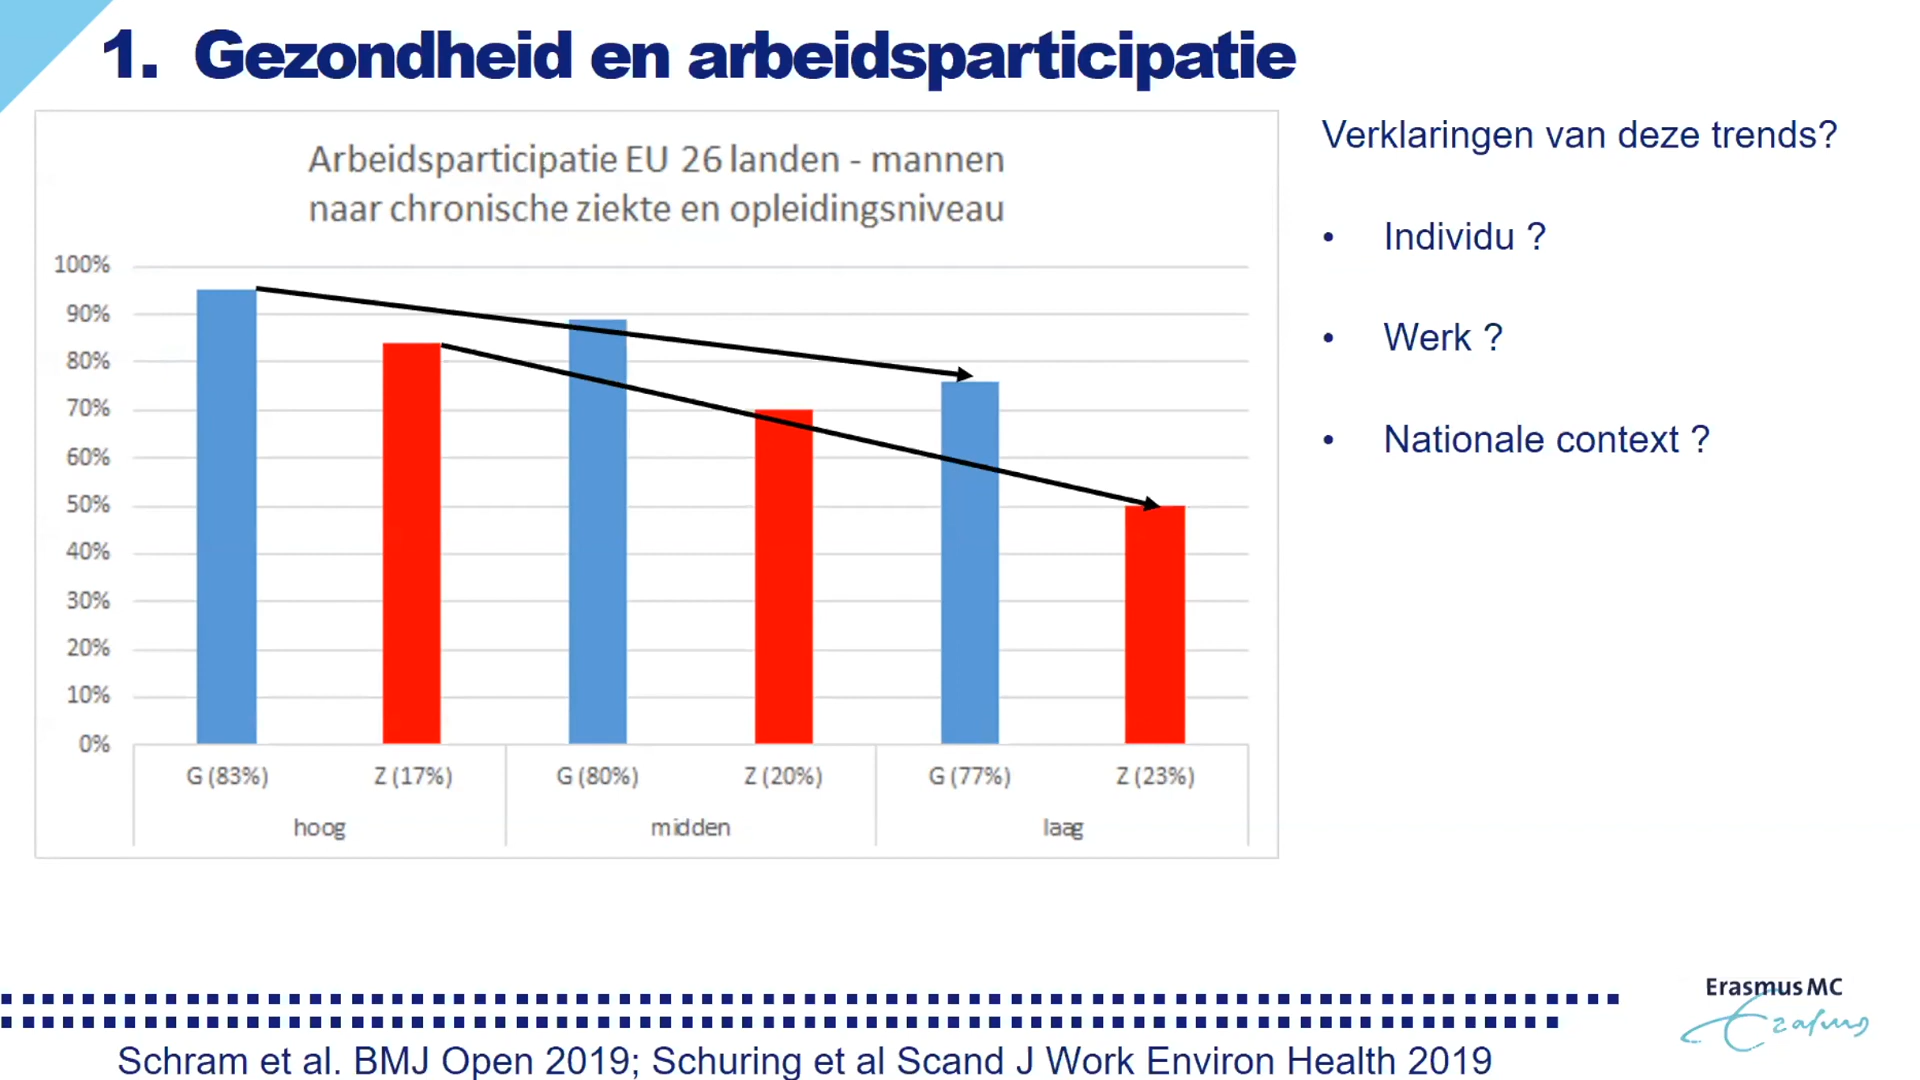 1. Gezondheid en arbeidsparticipatie
Arbeidsparticipatie EU 26 landen - mannen
naar chronische ziekte en opleidingsniveau
100%
90%
80%
70%
60%
50%
40%
30%
20%
10%
0%
G (83%) Z (17%) G (80%) Z (20%) G (77%) Z (23%)
hoog midden laag
Verklaringen van deze trends?
• Individu ?
• Werk ?
• Nationale context ?
Erasmus MC
Erasmus
Schram et al. BMJ Open 2019; Schuring et al Scand J Work Environ Health 2019